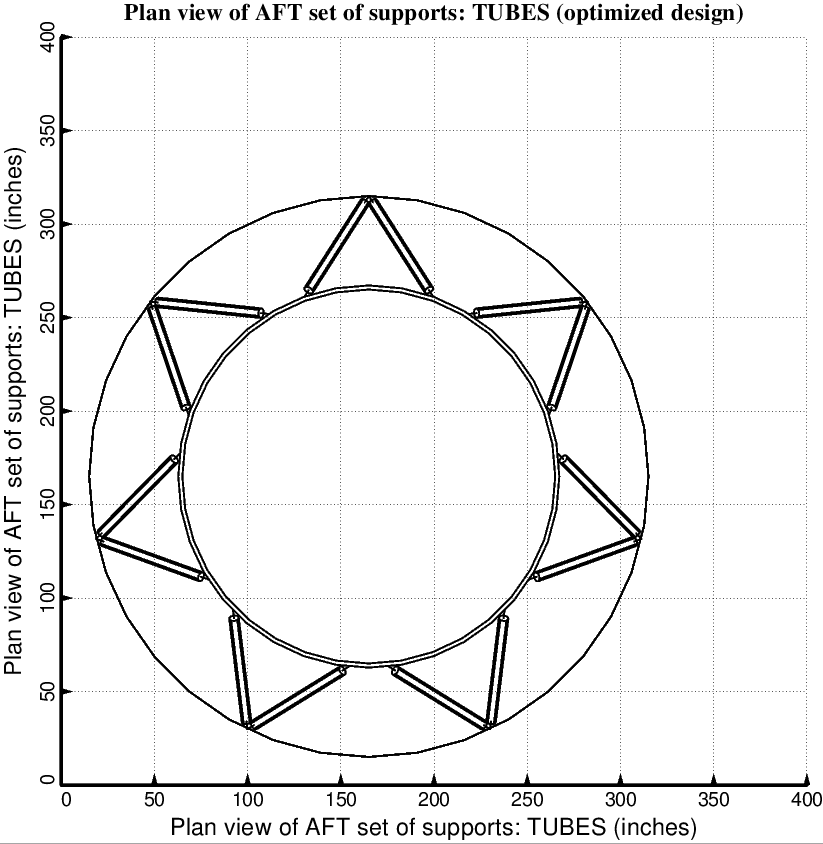 Plan view of AFT set of supports: TUBES (optimized design)
400
350
300
250
200
150
100
50
0
Plan view of AFT set of supports: TUBES (inches)
0 50 100 150 200 250 300 350 400
Plan view of AFT set of supports: TUBES (inches)